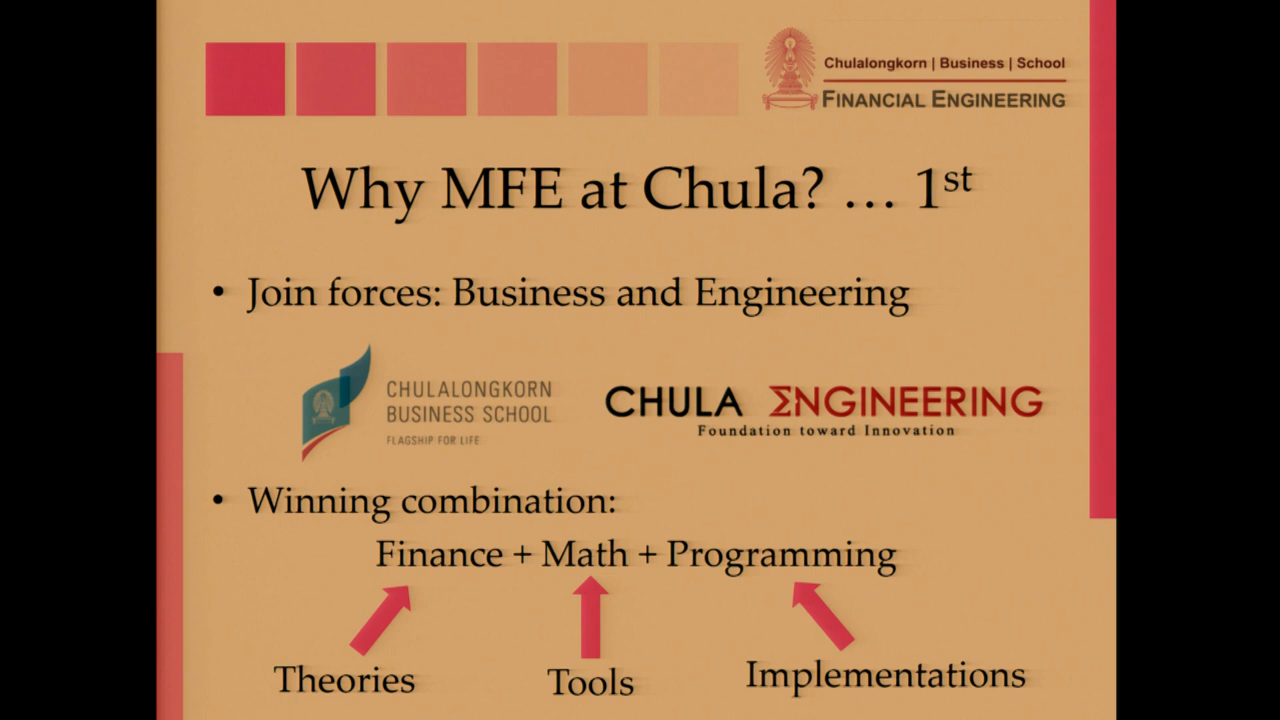 Chulalongkorn | Business | School
FINANCIAL ENGINEERING
Why MFE at Chula? … 1st
• Join forces: Business and Engineering
CHULALONGKORN
BUSINESS SCHOOL
FLAGSHIP FOR LIFE
CHULA ΣNGINEERING
Foundation toward Innovation
• Winning combination:
Finance + Math + Programming
Theories
Tools
Implementations